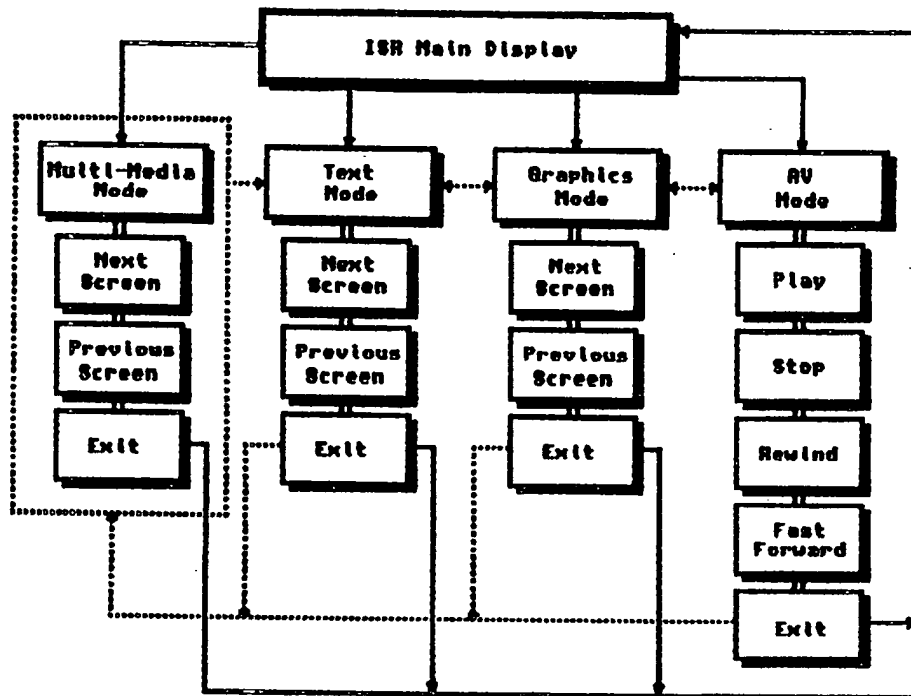 ISR Main Display
Multi-Media
Mode
Next
Screen
Previous
Screen
Exit
Text
Mode
Next
Screen
Previous
Screen
Exit
Graphics
Mode
Next
Screen
Previous
Screen
Exit
AV
Mode
Play
Stop
Rewind
Fast
Forward
Exit